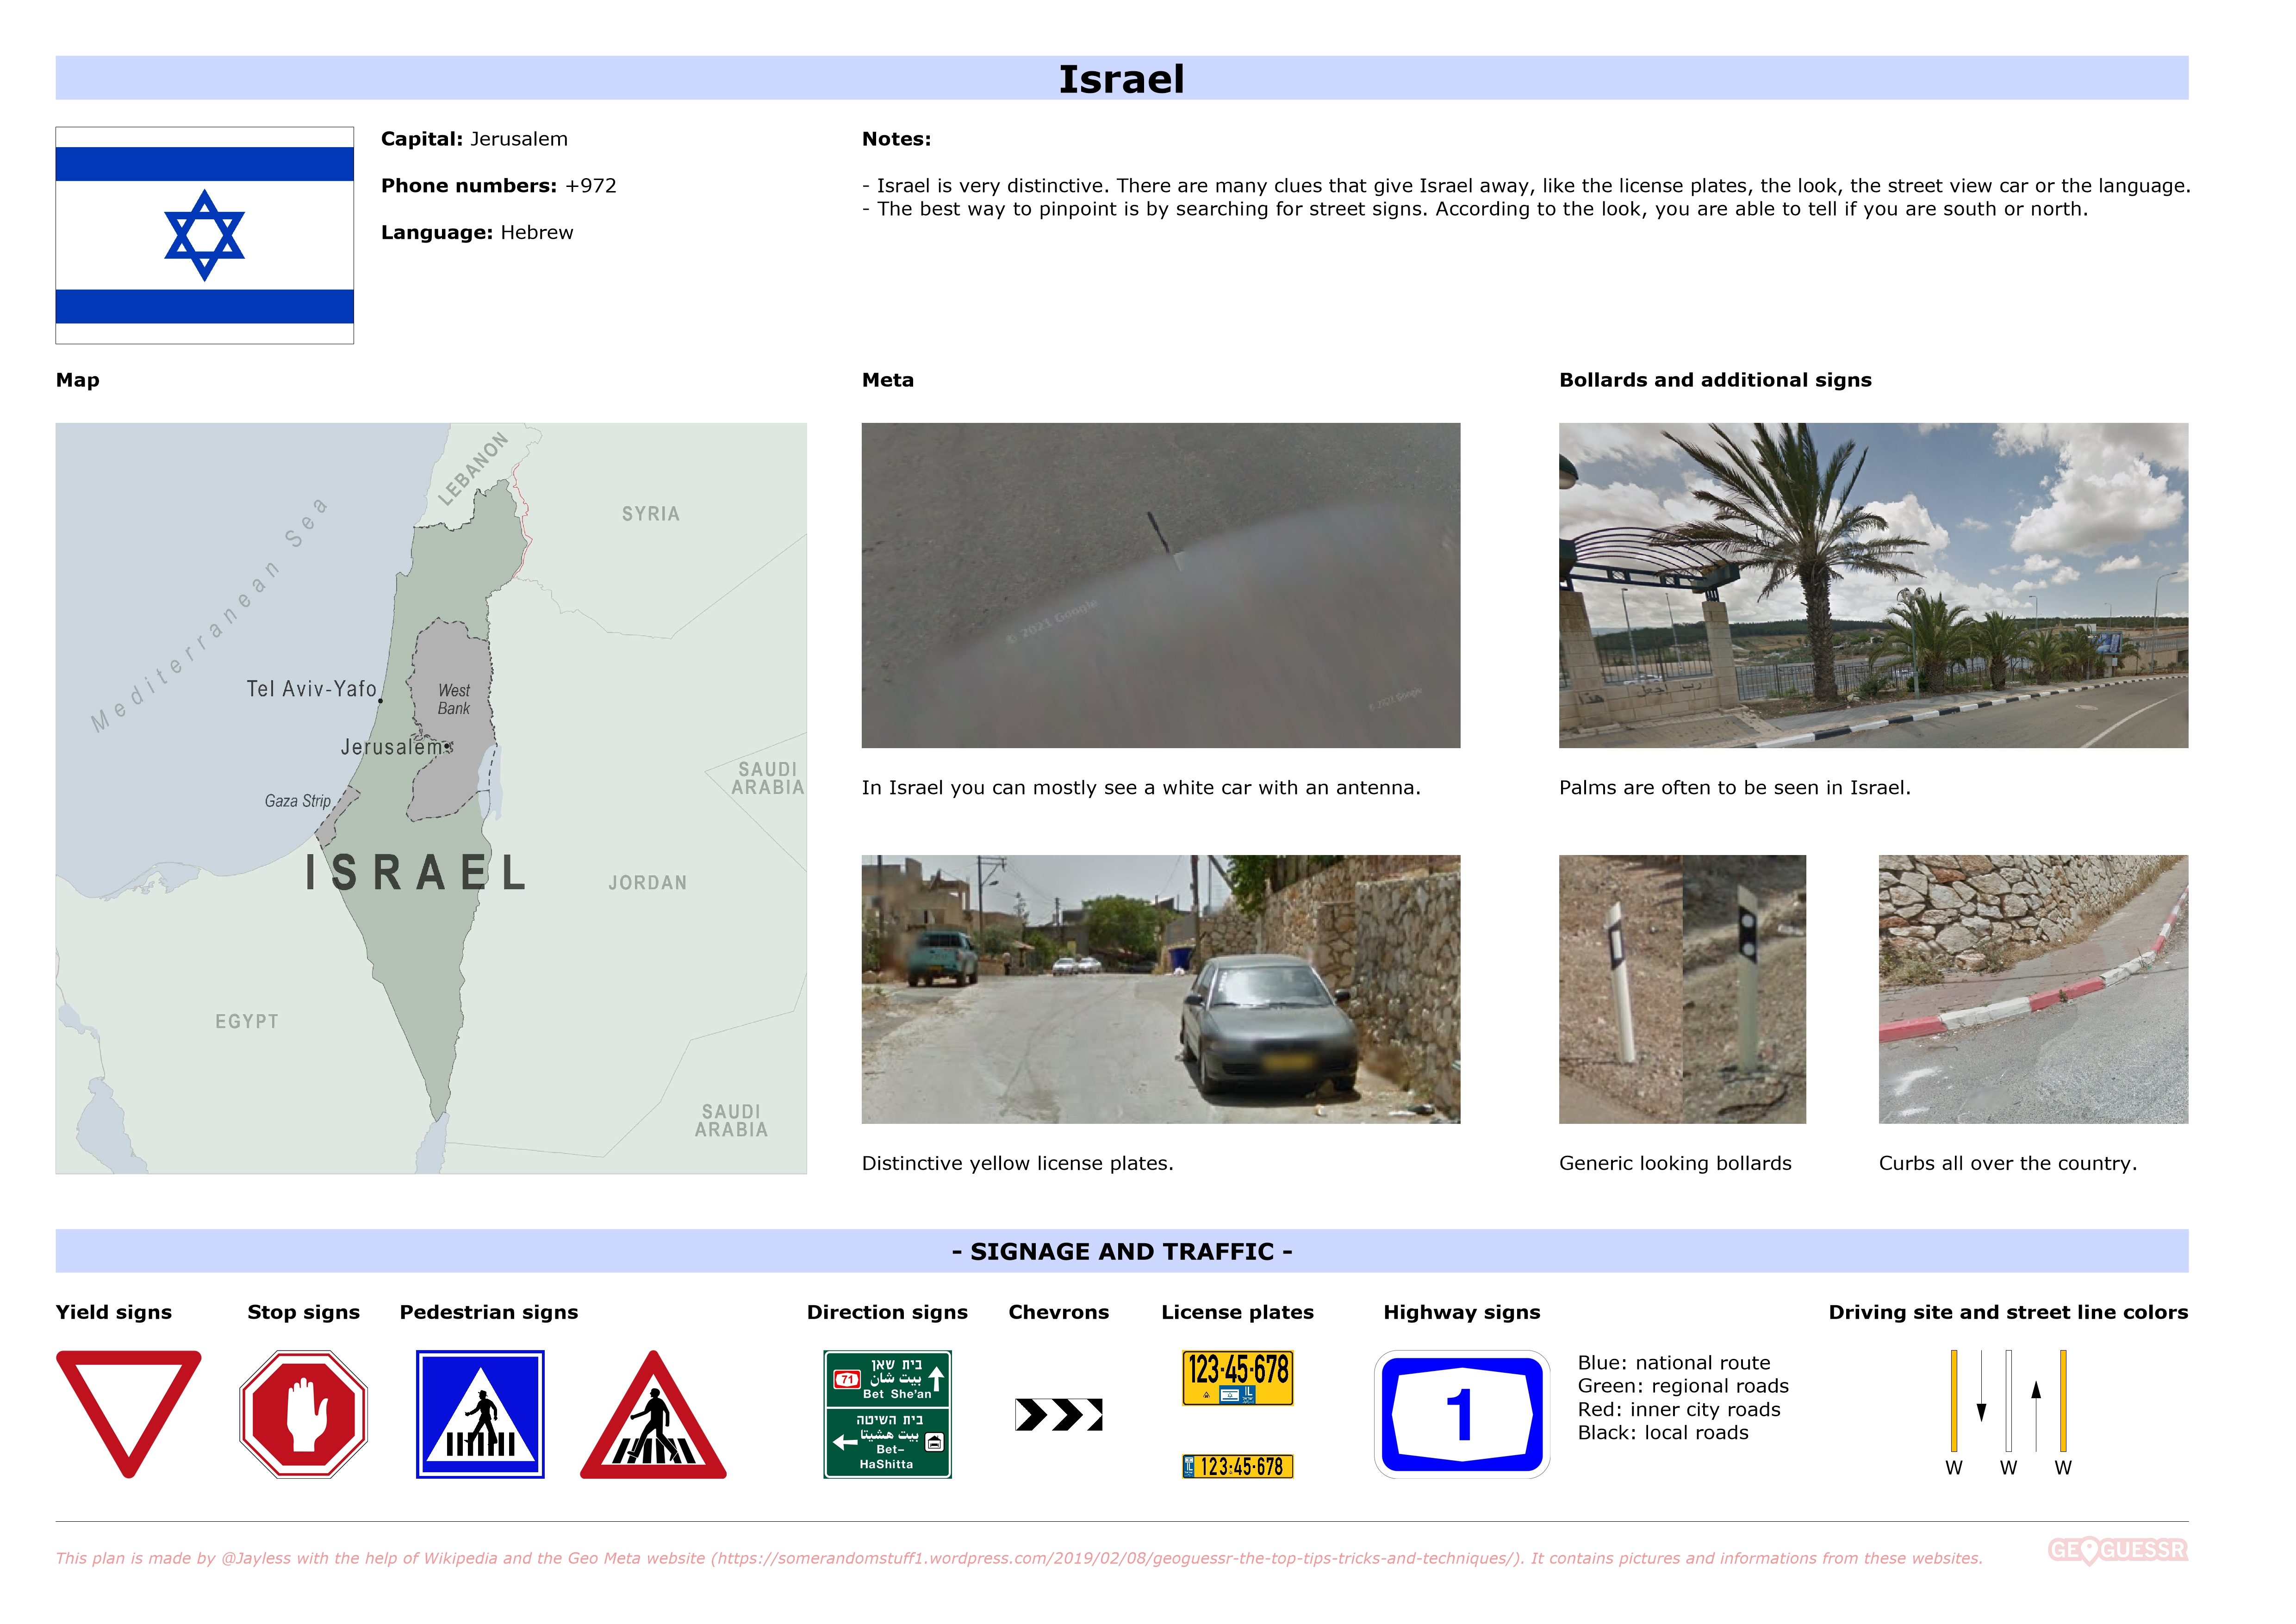 Israel
Capital: Jerusalem
Phone numbers: +972
Language: Hebrew
Notes:
- Israel is very distinctive. There are many clues that give Israel away, like the license plates, the look, the street view car or the language.
- The best way to pinpoint is by searching for street signs. According to the look, you are able to tell if you are south or north.
Map
LEBANON
SYRIA
Mediterranean Sea
Tel Aviv-Yafo
West
Bank
Jerusalem
SAUDI
ARABIA
Gaza Strip
ISRAEL
JORDAN
EGYPT
SAUDI
ARABIA
Meta
© 2021 Google
© 2021 Google
In Israel you can mostly see a white car with an antenna.
Distinctive yellow license plates.
Bollards and additional signs
Palms are often to be seen in Israel.
Generic looking bollards
Curbs all over the country.
- SIGNAGE AND TRAFFIC -
Yield signs
Stop signs
Pedestrian signs
Direction signs
71
בית שאן
بيت شان
Bet She'an
בית השיטה
بيت هشيتا
Bet-
HaShitta
Chevrons
License plates
123-45-678
IL
123:45·678
Highway signs
1
Blue: national route
Green: regional roads
Red: inner city roads
Black: local roads
Driving site and street line colors
W W W
This plan is made by @Jayless with the help of Wikipedia and the Geo Meta website (https://somerandomstuff1.wordpress.com/2019/02/08/geoguessr-the-top-tips-tricks-and-techniques/). It contains pictures and informations from these websites.
GEOGUESSR